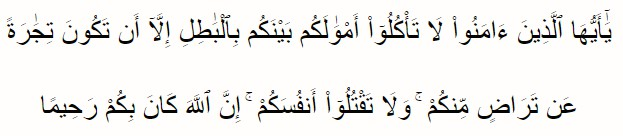 يَٰٓأَيُّهَا ٱلَّذِينَ ءَامَنُوا۟ لَا تَأْكُلُوٓا۟ أَمْوَٰلَكُم بَيْنَكُم بِٱلْبَٰطِلِ إِلَّآ أَن تَكُونَ تِجَٰرَةً
عَن تَرَاضٍ مِّنكُمْ ۚ وَلَا تَقْتُلُوٓا۟ أَنفُسَكُمْ ۚ إِنَّ ٱللَّهَ كَانَ بِكُمْ رَحِيمًا